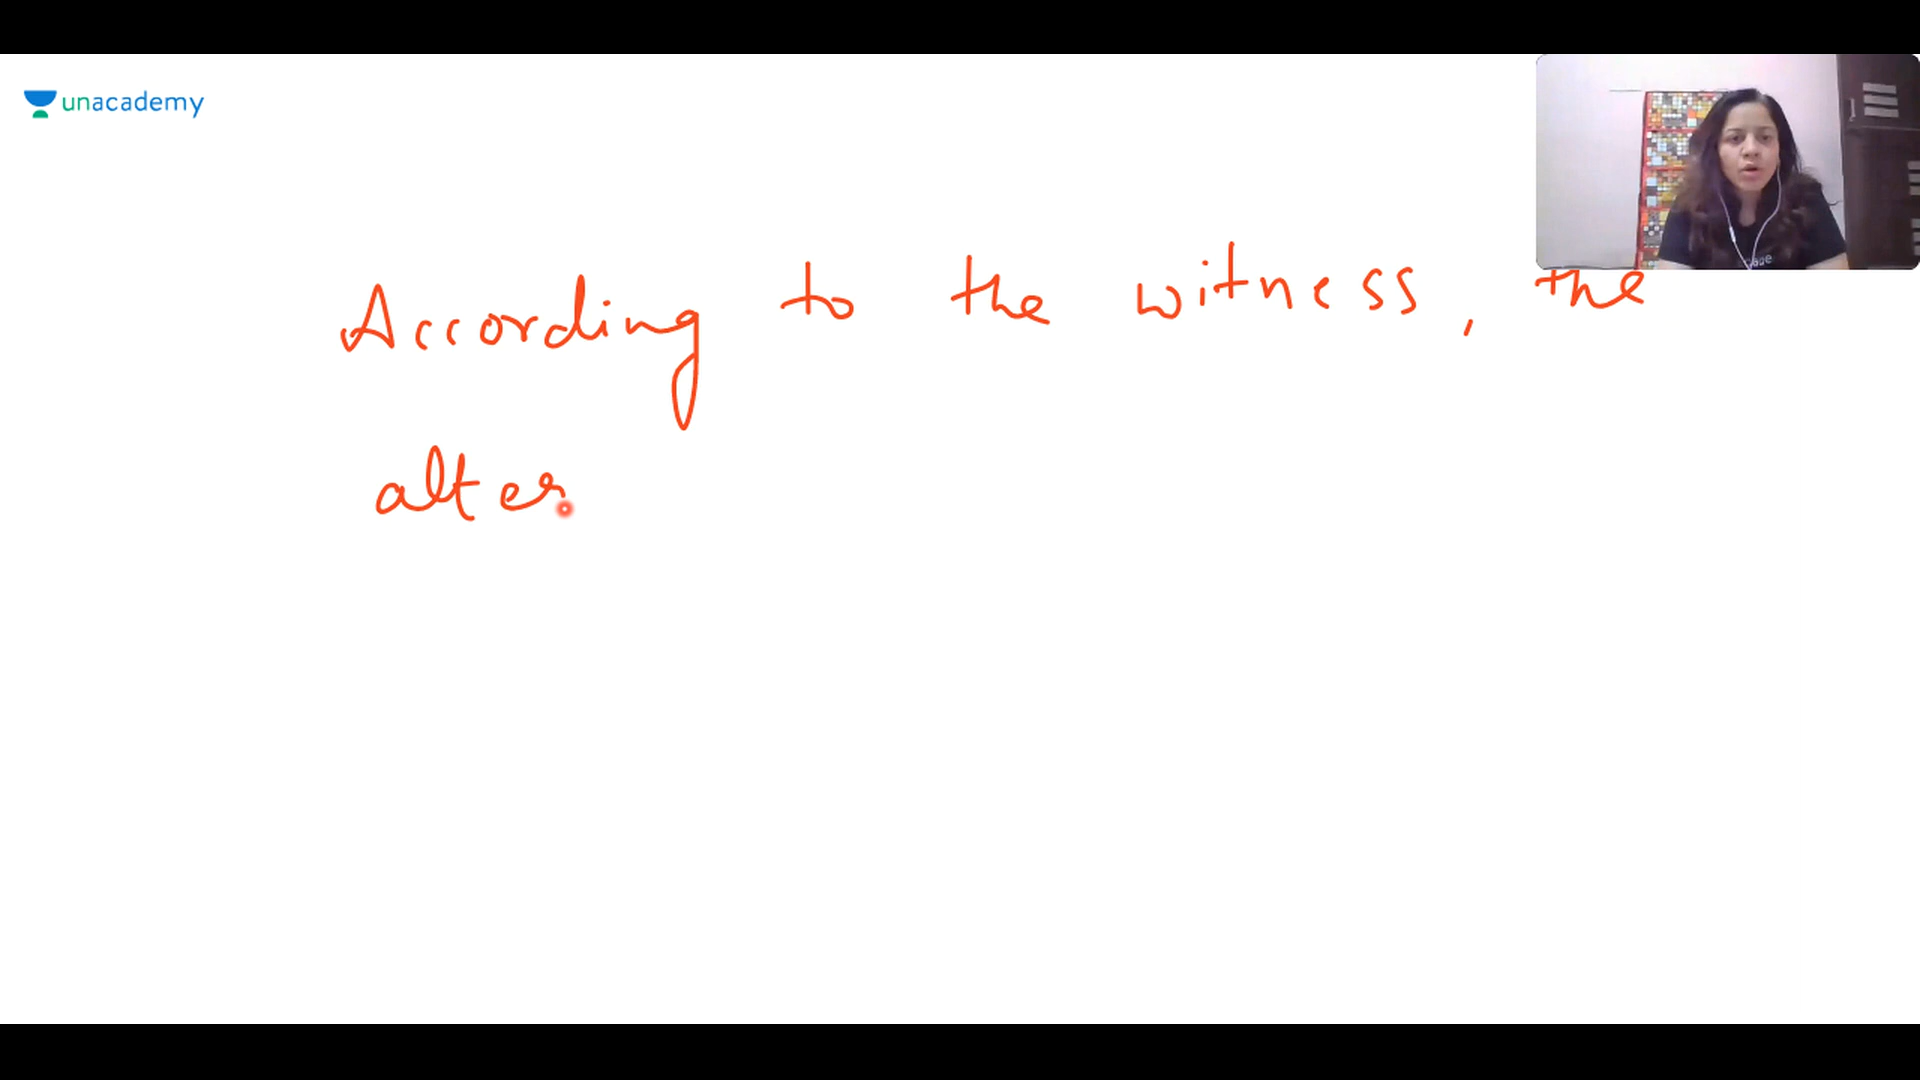 unacademy
According to the witness, the
alter